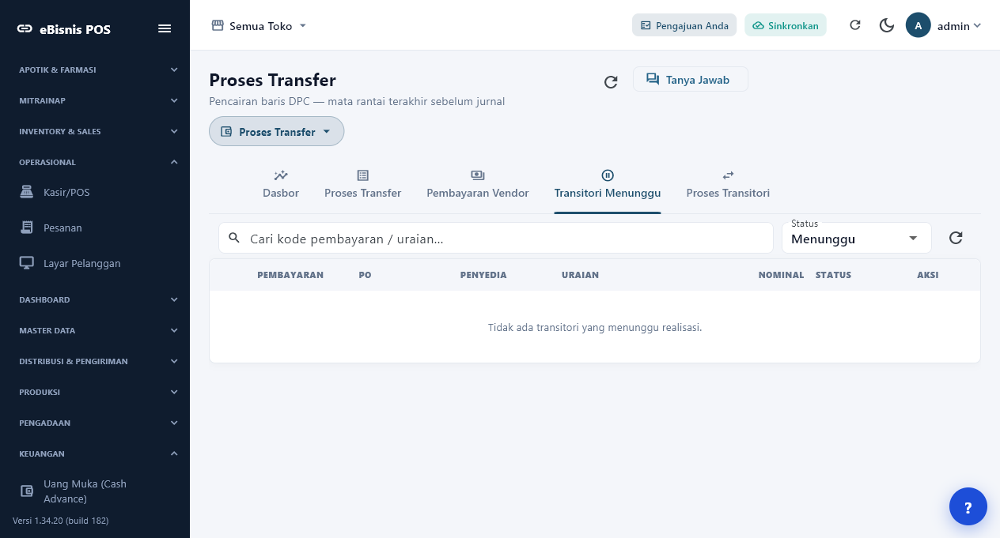 eBisnis POS
Semua Toko
Pengajuan Anda
Sinkronkan
A
admin
APOTIK & FARMASI
MITRAINAP
INVENTORY & SALES
OPERASIONAL
Kasir/POS
Pesanan
Layar Pelanggan
DASHBOARD
MASTER DATA
DISTRIBUSI & PENGIRIMAN
PRODUKSI
PENGADAAN
KEUANGAN
Uang Muka (Cash
Advance)
Versi 1.34.20 (build 182)
Proses Transfer
Pencairan baris DPC — mata rantai terakhir sebelum jurnal
Tanya Jawab
Proses Transfer
Dasbor
Proses Transfer
Pembayaran Vendor
Transitori Menunggu
Proses Transitori
Cari kode pembayaran / uraian...
Status
Menunggu
PEMBAYARAN PO PENYEDIA URAIAN NOMINAL STATUS AKSI
Tidak ada transitori yang menunggu realisasi.
?